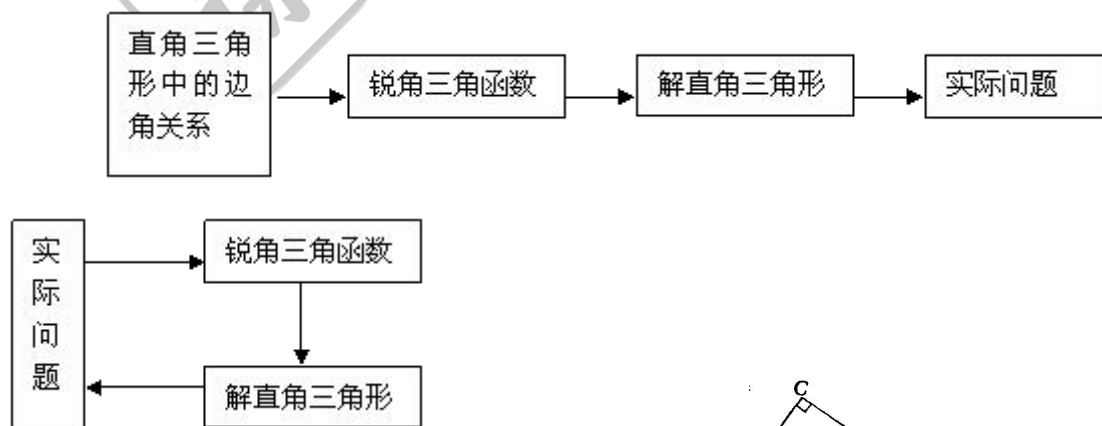 直角三角
形中的边
角关系
锐角三角函数
解直角三角形
实际问题
实
际
问
题
锐角三角函数
解直角三角形
C